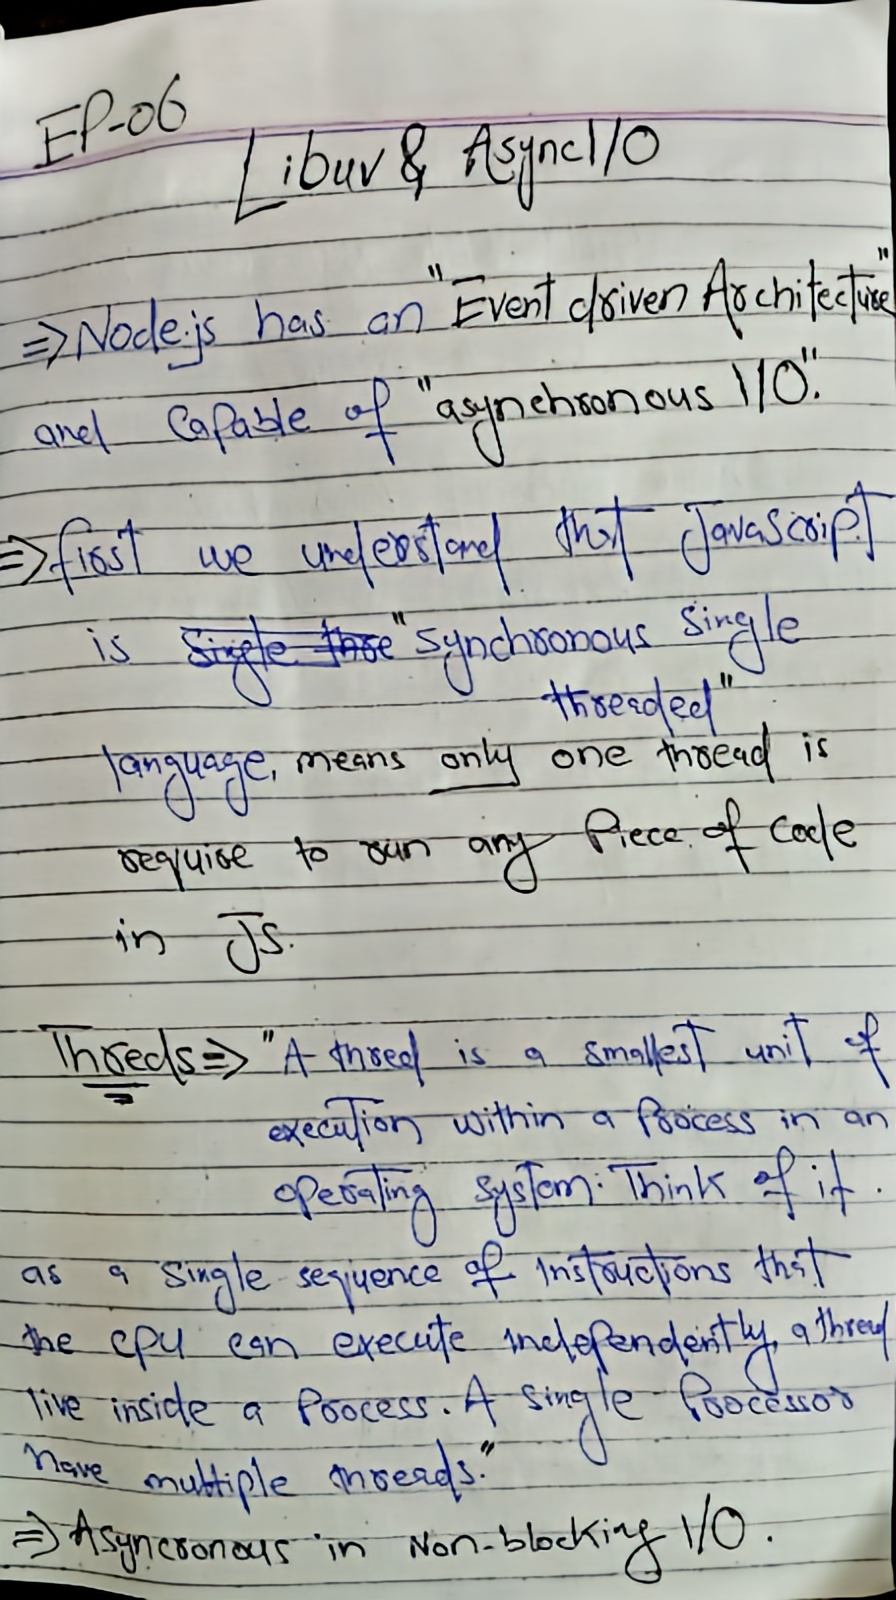 EP-06
Libuv & Async I/O
⇒ Node.js has an "Event driven Architecture"
and Capable of "asynchronous I/O".
⇒ first we understand that JavaScript
is ~~Single thre~~ "synchronous Single
threaded"
language, means only one thread is
require to run any Piece of Code
in JS.
Threds ⇒ "A thred is a smallest unit of
execution within a Process in an
operating system. Think of it.
as a Single sequence of instructions that
the CPU can execute independently, a thred
live inside a Process. A Single Processor
have multiple threads."
⇒ Asyncronous in Non-blocking I/O.